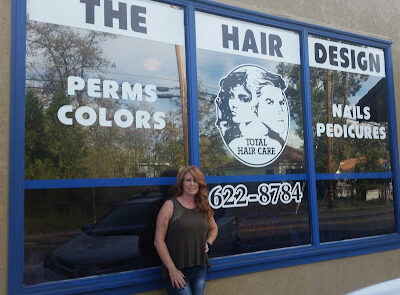 THE HAIR DESIGN
PERMS
COLORS
TOTAL
HAIR CARE
NAILS
PEDICURES
622-8784